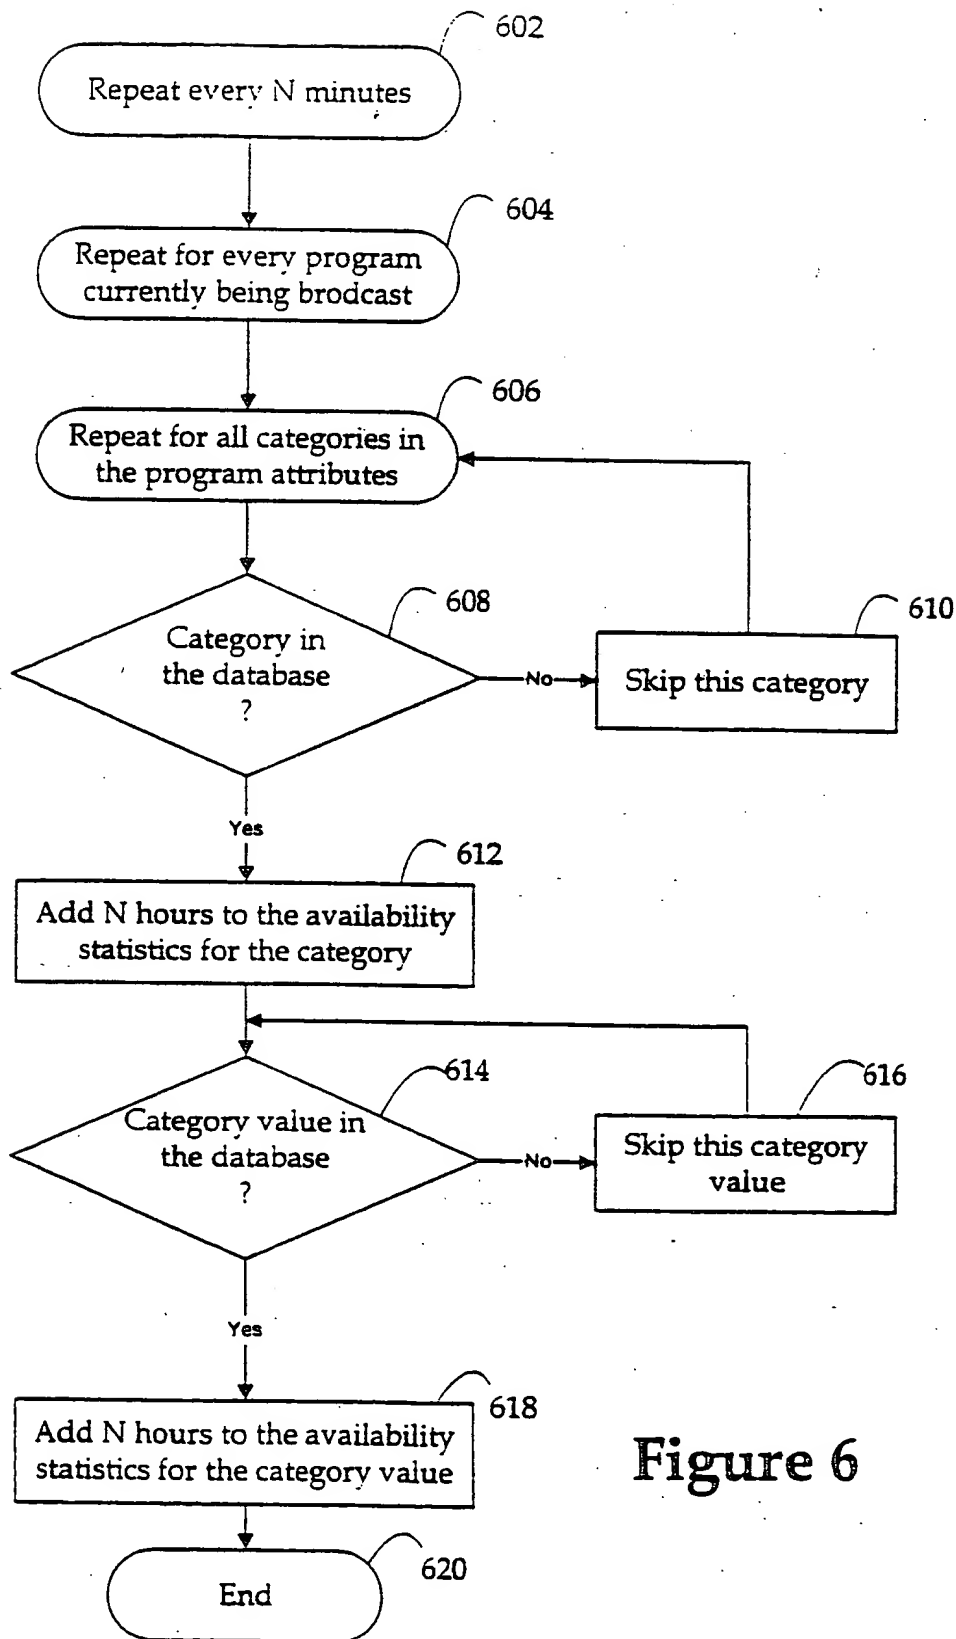 602
Repeat every N minutes
604
Repeat for every program
currently being brodcast
606
Repeat for all categories in
the program attributes
608
Category in
the database
?
No
610
Skip this category
Yes
612
Add N hours to the availability
statistics for the category
614
Category value in
the database
?
No
616
Skip this category
value
Yes
618
Add N hours to the availability
statistics for the category value
Figure 6
620
End